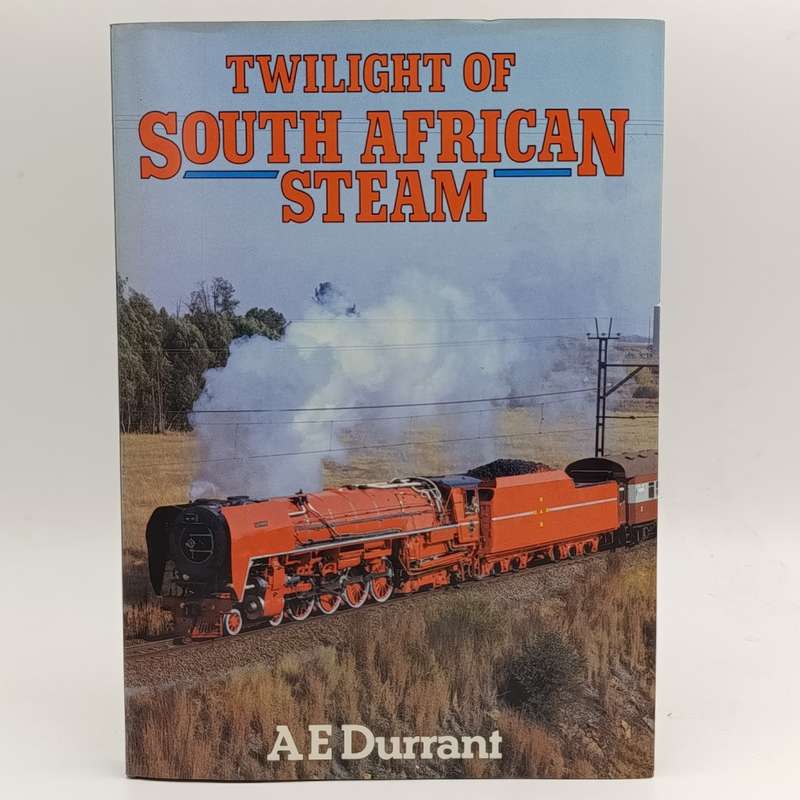 TWILIGHT OF
SOUTH AFRICAN
STEAM
A E Durrant